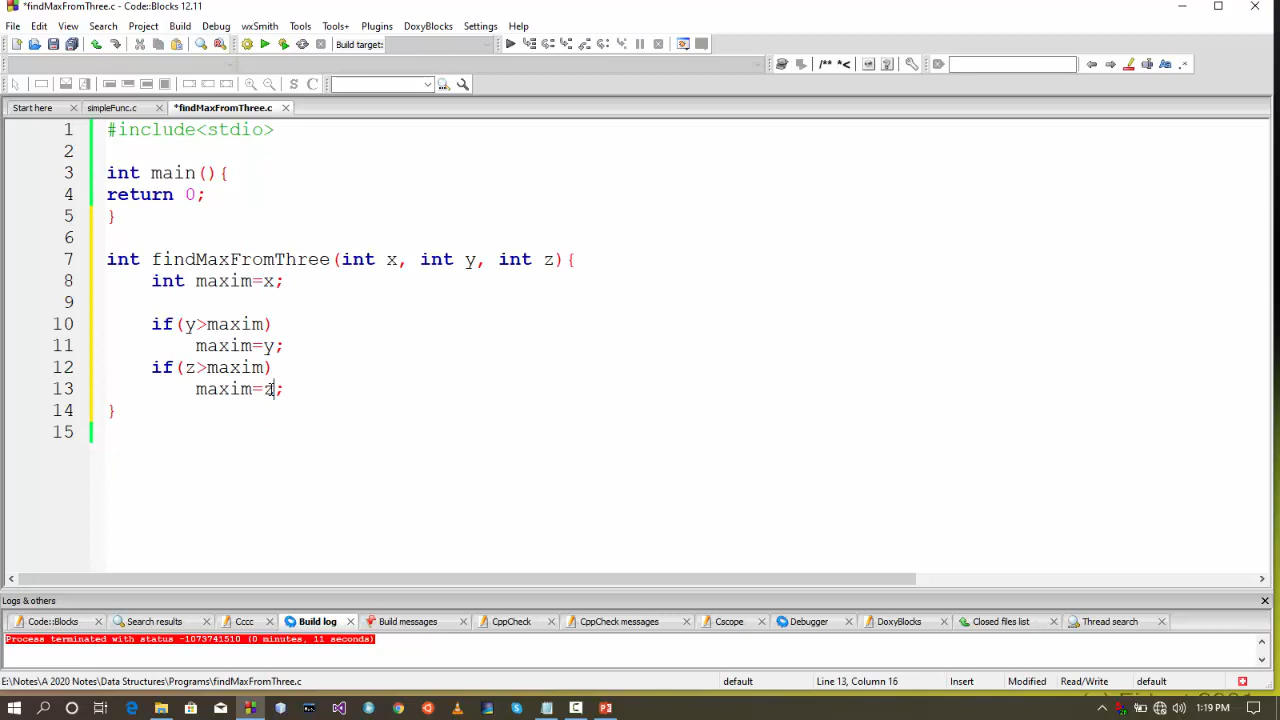 *findMaxFromThree.c - Code::Blocks 12.11
File Edit View Search Project Build Debug wxSmith Tools Tools+ Plugins DoxyBlocks Settings Help
Build target:
/** *<
Start here simpleFunc.c *findMaxFromThree.c
1 #include<stdio>
2
3 int main(){
4 return 0;
5 }
6
7 int findMaxFromThree(int x, int y, int z){
8 int maxim=x;
9
10 if(y>maxim)
11 maxim=y;
12 if(z>maxim)
13 maxim=z;
14 }
15
Logs & others
Code::Blocks Search results Cccc Build log Build messages CppCheck CppCheck messages Cscope Debugger DoxyBlocks Closed files list Thread search
Process terminated with status -1073741510 (0 minutes, 11 seconds)
E:\Notes\A 2020 Notes\Data Structures\Programs\findMaxFromThree.c default Line 13, Column 16 Insert Modified Read/Write default
1:19 PM